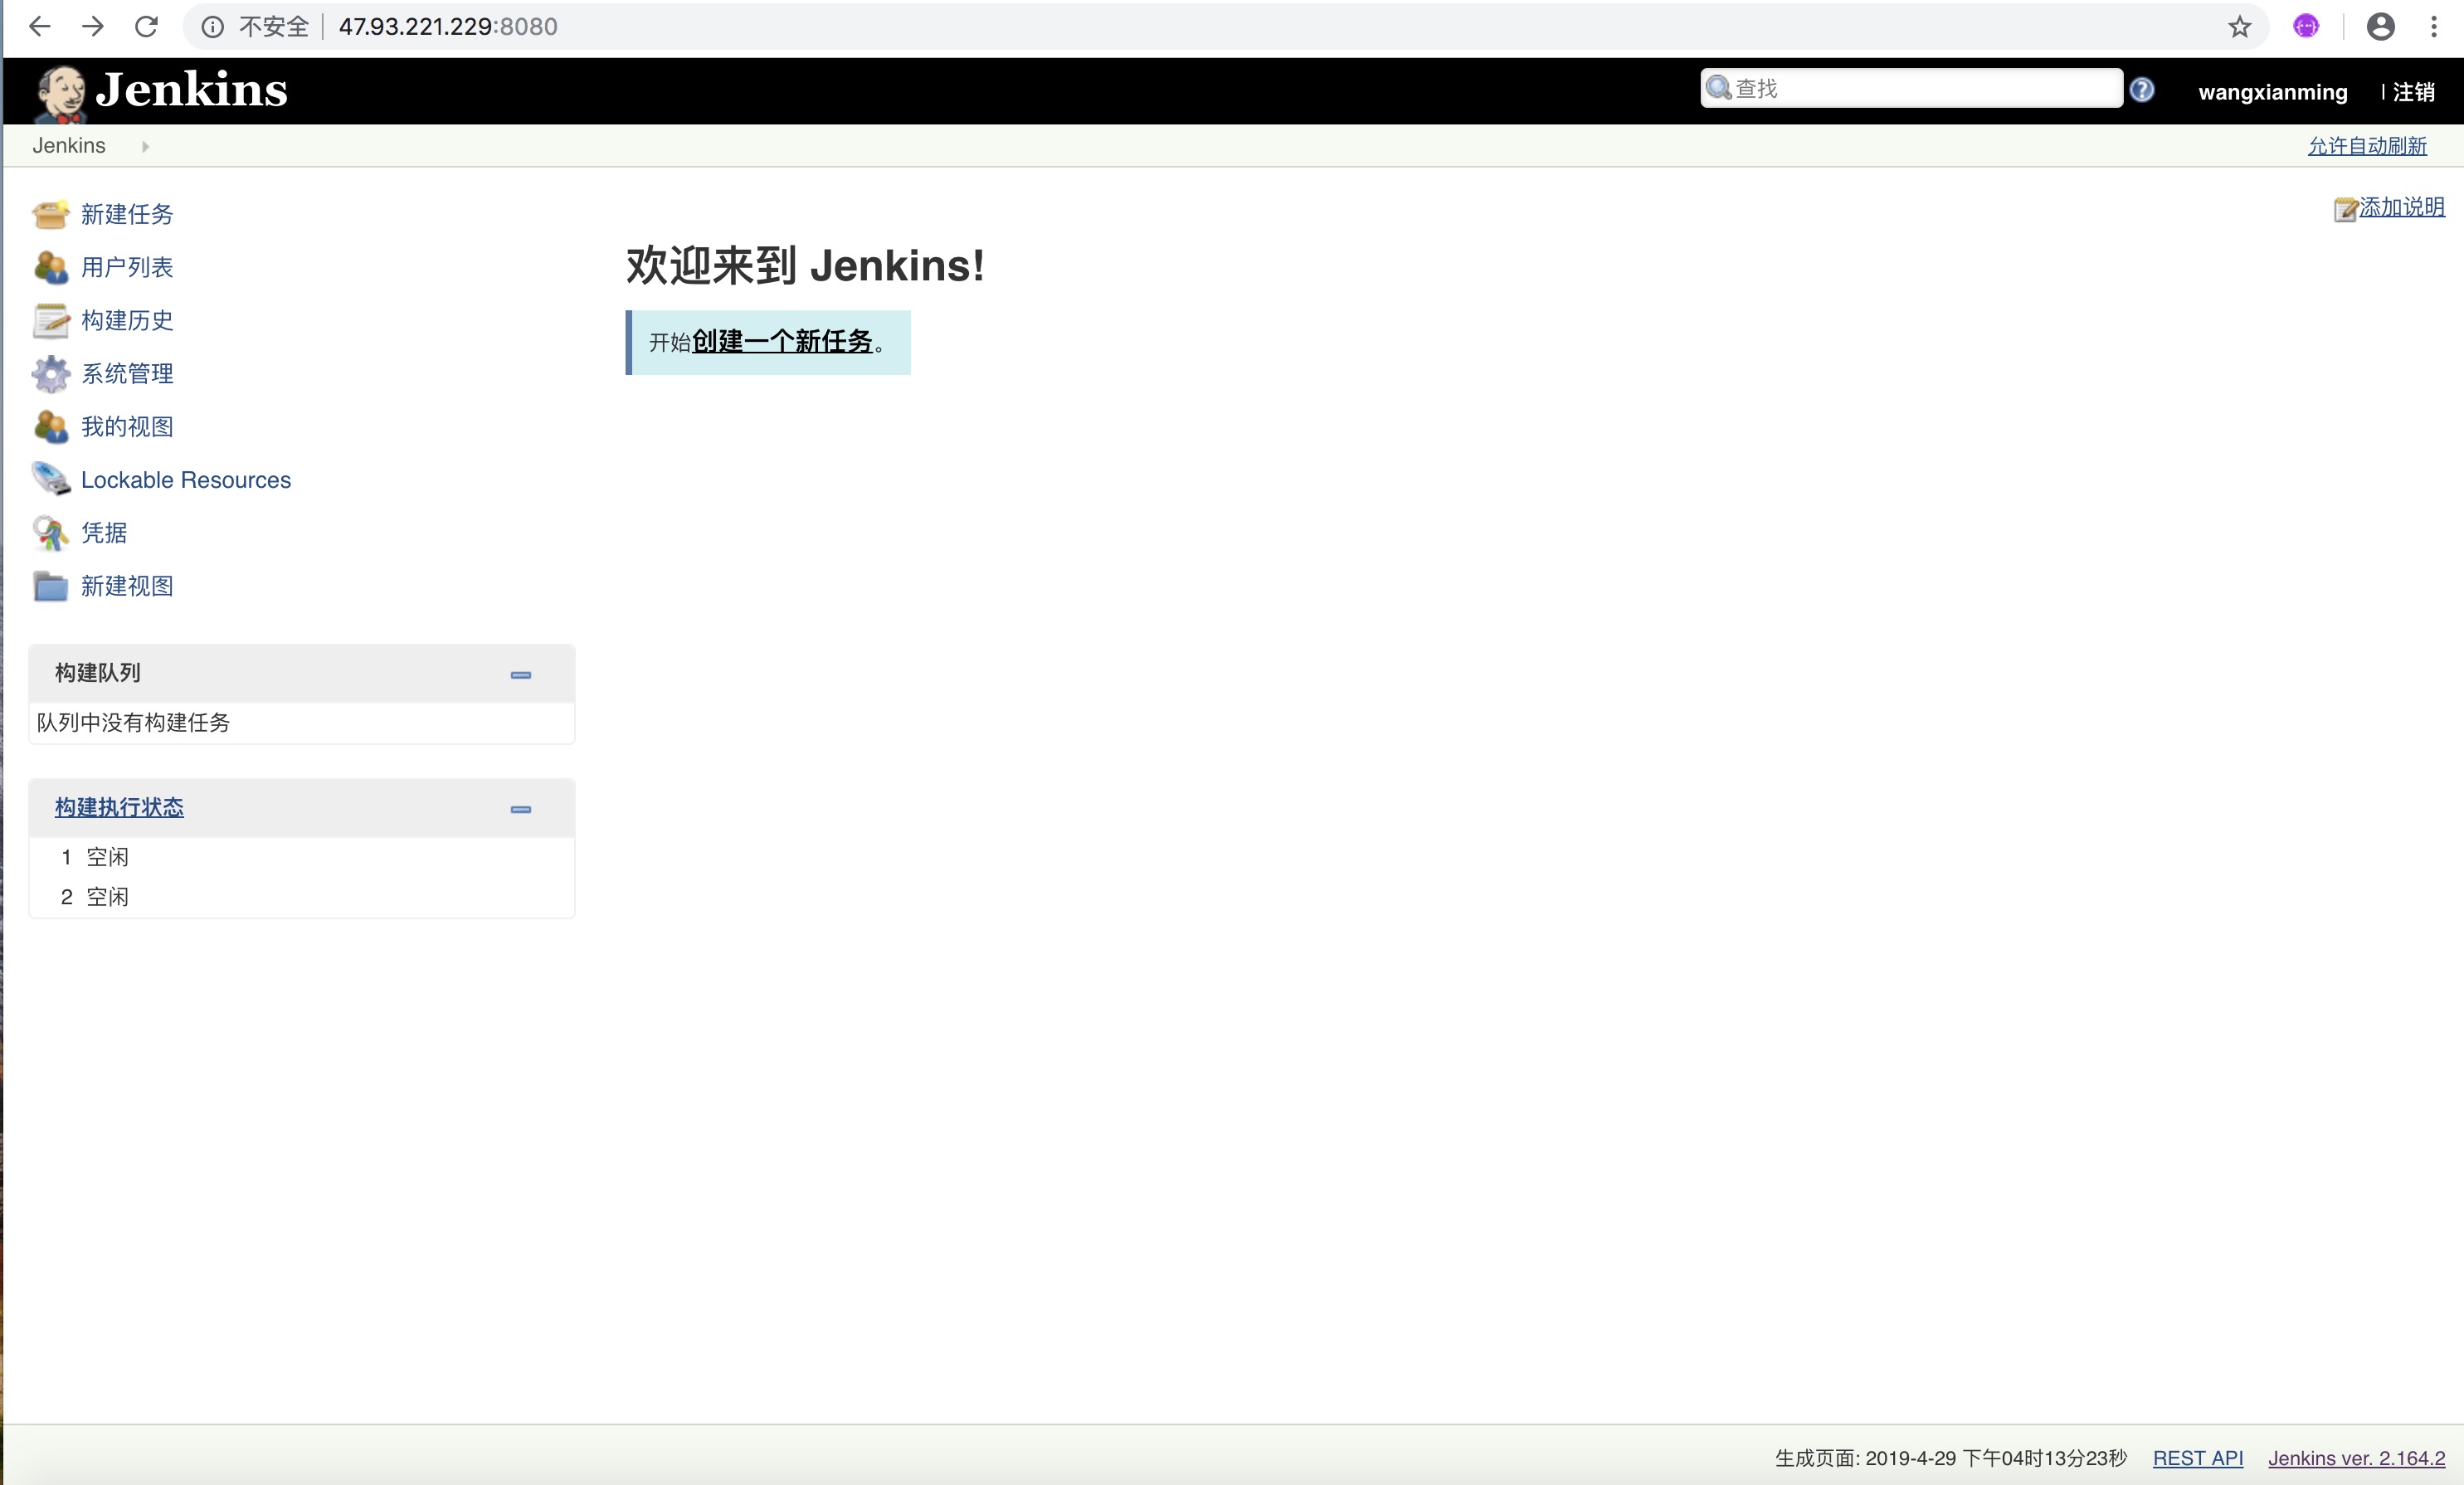 不安全 47.93.221.229:8080
Jenkins
查找
wangxianming
| 注销
Jenkins
允许自动刷新
新建任务
用户列表
构建历史
系统管理
我的视图
Lockable Resources
凭据
新建视图
添加说明
欢迎来到 Jenkins!
开始创建一个新任务。
构建队列
队列中没有构建任务
构建执行状态
1 空闲
2 空闲
生成页面: 2019-4-29 下午04时13分23秒 REST API Jenkins ver. 2.164.2